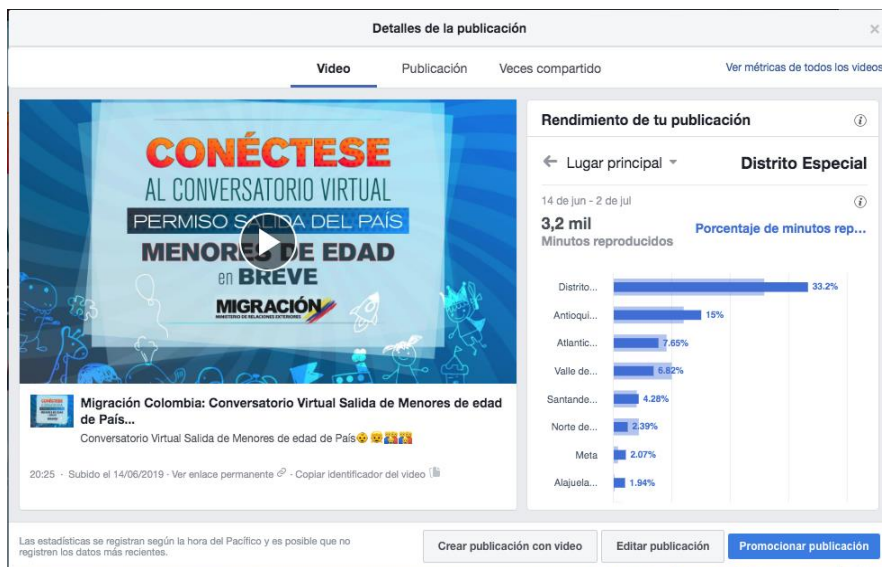 Detalles de la publicación
Video Publicación Veces compartido Ver métricas de todos los videos
CONÉCTESE
AL CONVERSATORIO VIRTUAL
PERMISO SALIDA DEL PAÍS
MENORES DE EDAD
en BREVE
MIGRACIÓN
MINISTERIO DE RELACIONES EXTERIORES
Migración Colombia: Conversatorio Virtual Salida de Menores de edad
de País...
Conversatorio Virtual Salida de Menores de edad de País
20:25 · Subido el 14/06/2019 · Ver enlace permanente · Copiar identificador del video
Rendimiento de tu publicación
Lugar principal Distrito Especial
14 de jun - 2 de jul
3,2 mil
Minutos reproducidos
Porcentaje de minutos rep...
Distrito... 33.2%
Antioqui... 15%
Atlantic... 7.65%
Valle de... 6.62%
Santande... 4.28%
Norte de... 2.39%
Meta 2.07%
Alajuela... 1.94%
Las estadísticas se registran según la hora del Pacífico y es posible que no
registren los datos más recientes.
Crear publicación con video Editar publicación Promocionar publicación